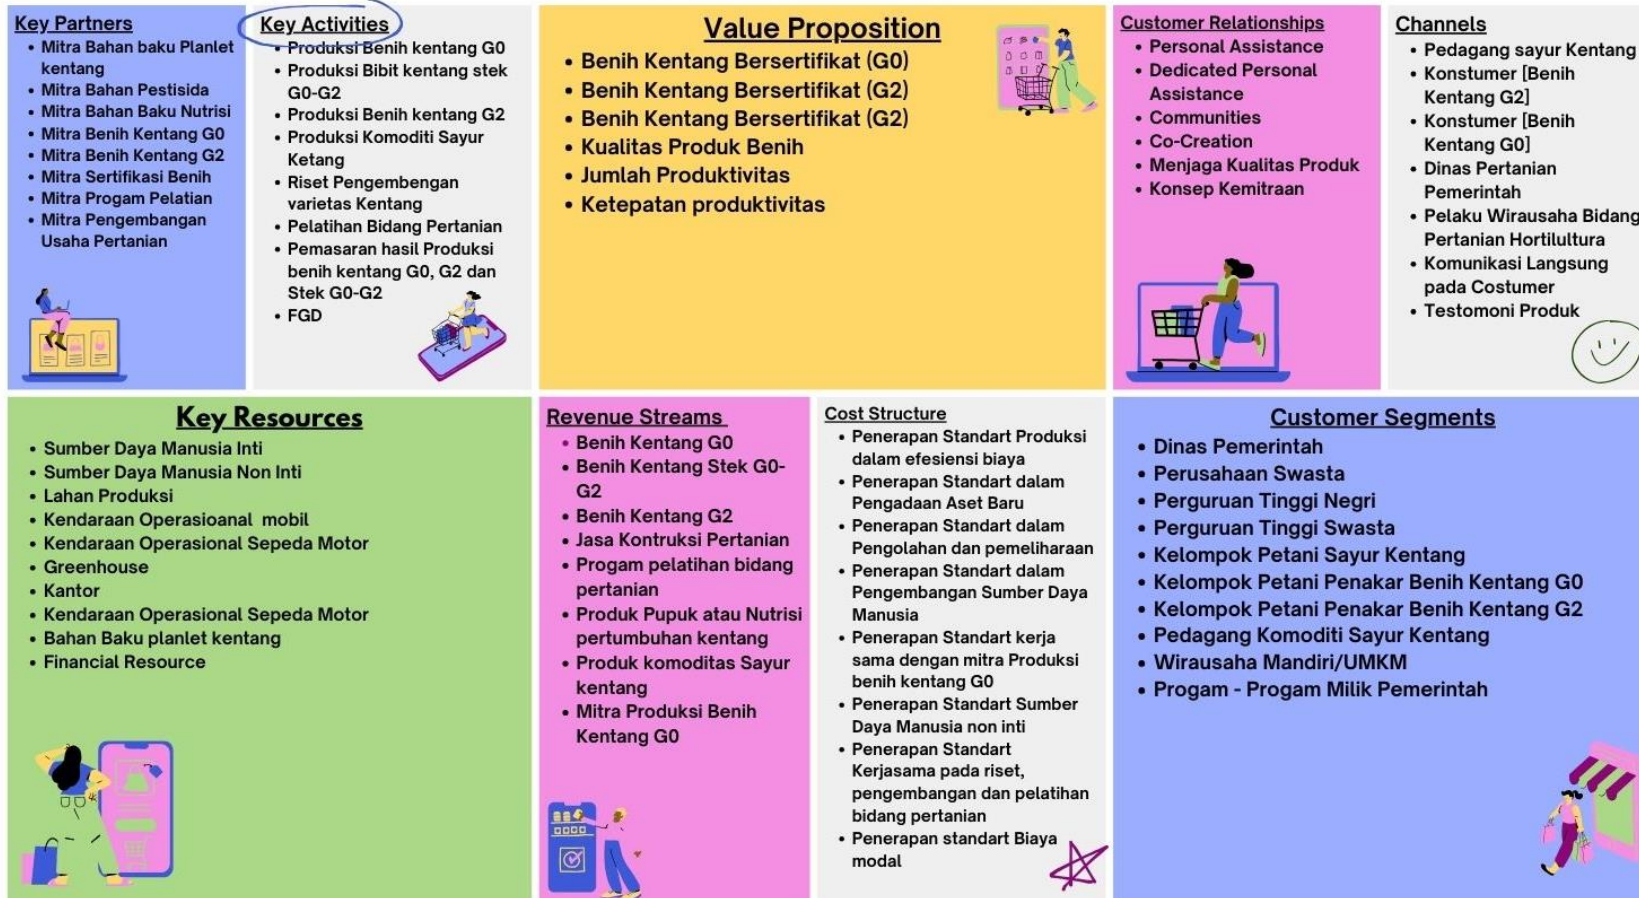 Key Partners
Mitra Bahan baku Planlet
kentang
Mitra Bahan Pestisida
Mitra Bahan Baku Nutrisi
Mitra Benih Kentang G0
Mitra Benih Kentang G2
Mitra Sertifikasi Benih
Mitra Progam Pelatian
Mitra Pengembangan
Usaha Pertanian
Key Activities
Produksi Benih kentang G0
Produksi Bibit kentang stek
G0-G2
Produksi Benih kentang G2
Produksi Komoditi Sayur
Ketang
Riset Pengembengan
varietas Kentang
Pelatihan Bidang Pertanian
Pemasaran hasil Produksi
benih kentang G0, G2 dan
Stek G0-G2
FGD
Value Proposition
Benih Kentang Bersertifikat (G0)
Benih Kentang Bersertifikat (G2)
Benih Kentang Bersertifikat (G2)
Kualitas Produk Benih
Jumlah Produktivitas
Ketepatan produktivitas
Customer Relationships
Personal Assistance
Dedicated Personal
Assistance
Communities
Co-Creation
Menjaga Kualitas Produk
Konsep Kemitraan
Channels
Pedagang sayur Kentang
Konstumer [Benih
Kentang G2]
Konstumer [Benih
Kentang G0]
Dinas Pertanian
Pemerintah
Pelaku Wirausaha Bidang
Pertanian Hortilultura
Komunikasi Langsung
pada Costumer
Testomoni Produk
Key Resources
Sumber Daya Manusia Inti
Sumber Daya Manusia Non Inti
Lahan Produksi
Kendaraan Operasioanal mobil
Kendaraan Operasional Sepeda Motor
Greenhouse
Kantor
Kendaraan Operasional Sepeda Motor
Bahan Baku planlet kentang
Financial Resource
Revenue Streams
Benih Kentang G0
Benih Kentang Stek G0-
G2
Benih Kentang G2
Jasa Kontruksi Pertanian
Progam pelatihan bidang
pertanian
Produk Pupuk atau Nutrisi
pertumbuhan kentang
Produk komoditas Sayur
kentang
Mitra Produksi Benih
Kentang G0
Cost Structure
Penerapan Standart Produksi
dalam efesiensi biaya
Penerapan Standart dalam
Pengadaan Aset Baru
Penerapan Standart dalam
Pengolahan dan pemeliharaan
Penerapan Standart dalam
Pengembangan Sumber Daya
Manusia
Penerapan Standart kerja
sama dengan mitra Produksi
benih kentang G0
Penerapan Standart Sumber
Daya Manusia non inti
Penerapan Standart
Kerjasama pada riset,
pengembangan dan pelatihan
bidang pertanian
Penerapan standart Biaya
modal
Customer Segments
Dinas Pemerintah
Perusahaan Swasta
Perguruan Tinggi Negri
Perguruan Tinggi Swasta
Kelompok Petani Sayur Kentang
Kelompok Petani Penakar Benih Kentang G0
Kelompok Petani Penakar Benih Kentang G2
Pedagang Komoditi Sayur Kentang
Wirausaha Mandiri/UMKM
Progam - Progam Milik Pemerintah